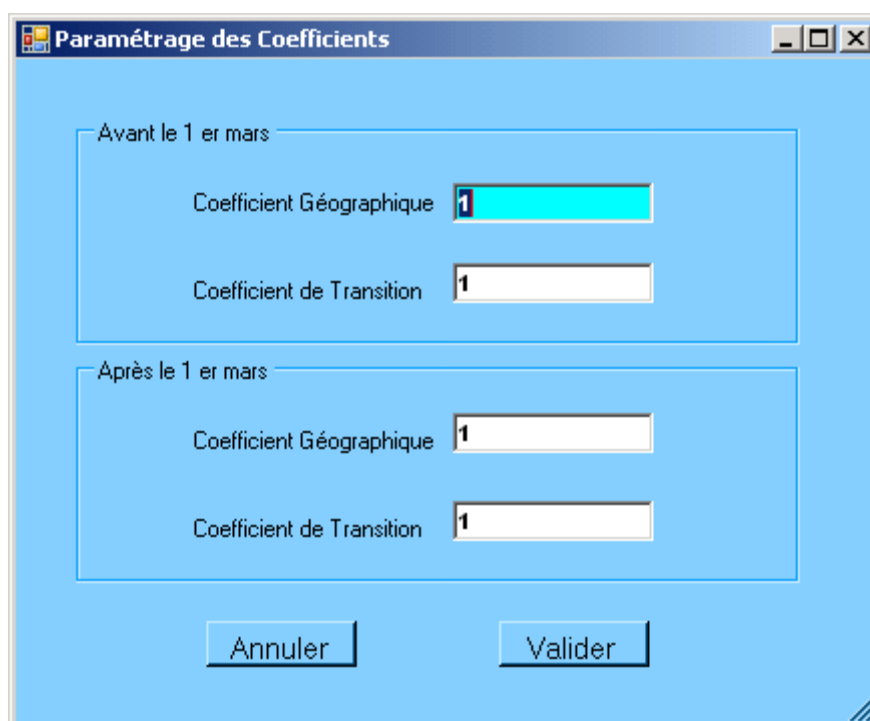 Paramétrage des Coefficients
Avant le 1 er mars
Coefficient Géographique 1
Coefficient de Transition 1
Après le 1 er mars
Coefficient Géographique 1
Coefficient de Transition 1
Annuler Valider